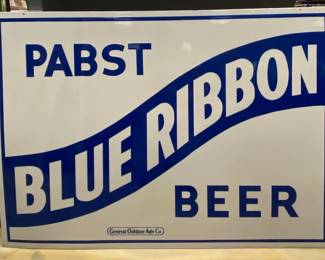 PABST
BLUE RIBBON
BEER
General Outdoor Adv Co